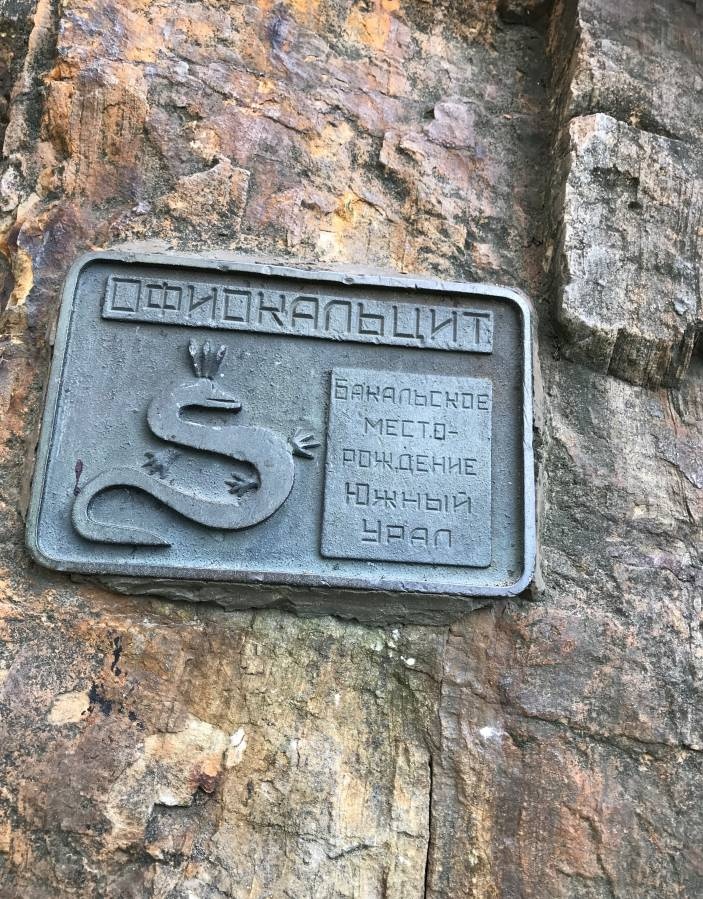 ОФИОКАЛЬЦИТ
БАКАЛЬСКОЕ
МЕСТО-
РОЖДЕНИЕ
ЮЖНЫЙ
УРАЛ